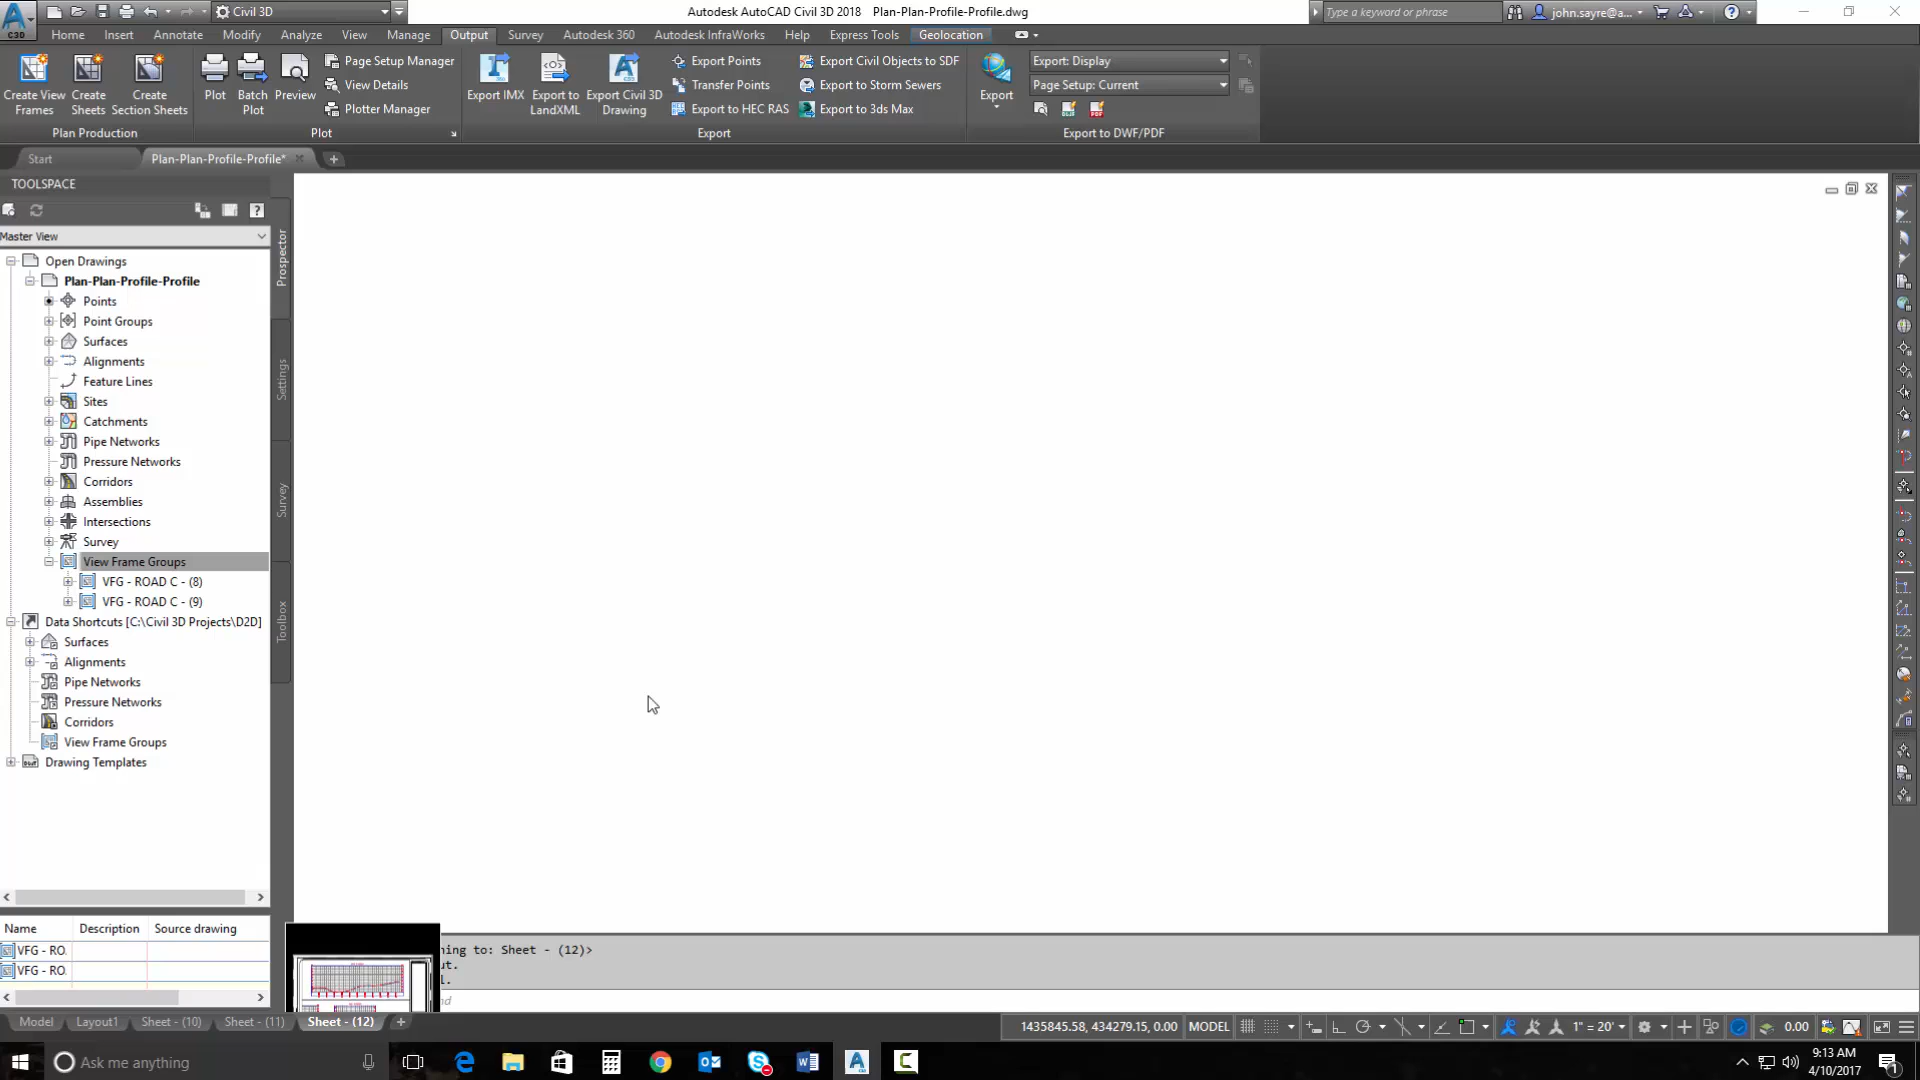 Civil 3D
Autodesk AutoCAD Civil 3D 2018 Plan-Plan-Profile-Profile.dwg
Type a keyword or phrase
john.sayre@a...
C3D
Home Insert Annotate Modify Analyze View Manage Output Survey Autodesk 360 Autodesk InfraWorks Help Express Tools Geolocation
Create View Frames
Create Sheets
Create Section Sheets
Plan Production
Plot
Batch Plot
Preview
Page Setup Manager
View Details
Plotter Manager
Plot
Export IMX
Export to LandXML
Export Civil 3D Drawing
Export Points
Transfer Points
Export to HEC RAS
Export Civil Objects to SDF
Export to Storm Sewers
Export to 3ds Max
Export
Export
Export: Display
Page Setup: Current
Export to DWF/PDF
Start Plan-Plan-Profile-Profile*
TOOLSPACE
Master View
Open Drawings
Plan-Plan-Profile-Profile
Points
Point Groups
Surfaces
Alignments
Feature Lines
Sites
Catchments
Pipe Networks
Pressure Networks
Corridors
Assemblies
Intersections
Survey
View Frame Groups
VFG - ROAD C - (8)
VFG - ROAD C - (9)
Data Shortcuts [C:\Civil 3D Projects\D2D]
Surfaces
Alignments
Pipe Networks
Pressure Networks
Corridors
View Frame Groups
Drawing Templates
Prospector
Settings
Survey
Toolbox
Name Description Source drawing
VFG - RO.
VFG - RO.
ning to: Sheet - (12)>
ut.
l.
nd
Model Layout1 Sheet - (10) Sheet - (11) Sheet - (12)
1435845.58, 434279.15, 0.00 MODEL
1" = 20'
0.00
Ask me anything
9:13 AM
4/10/2017
1